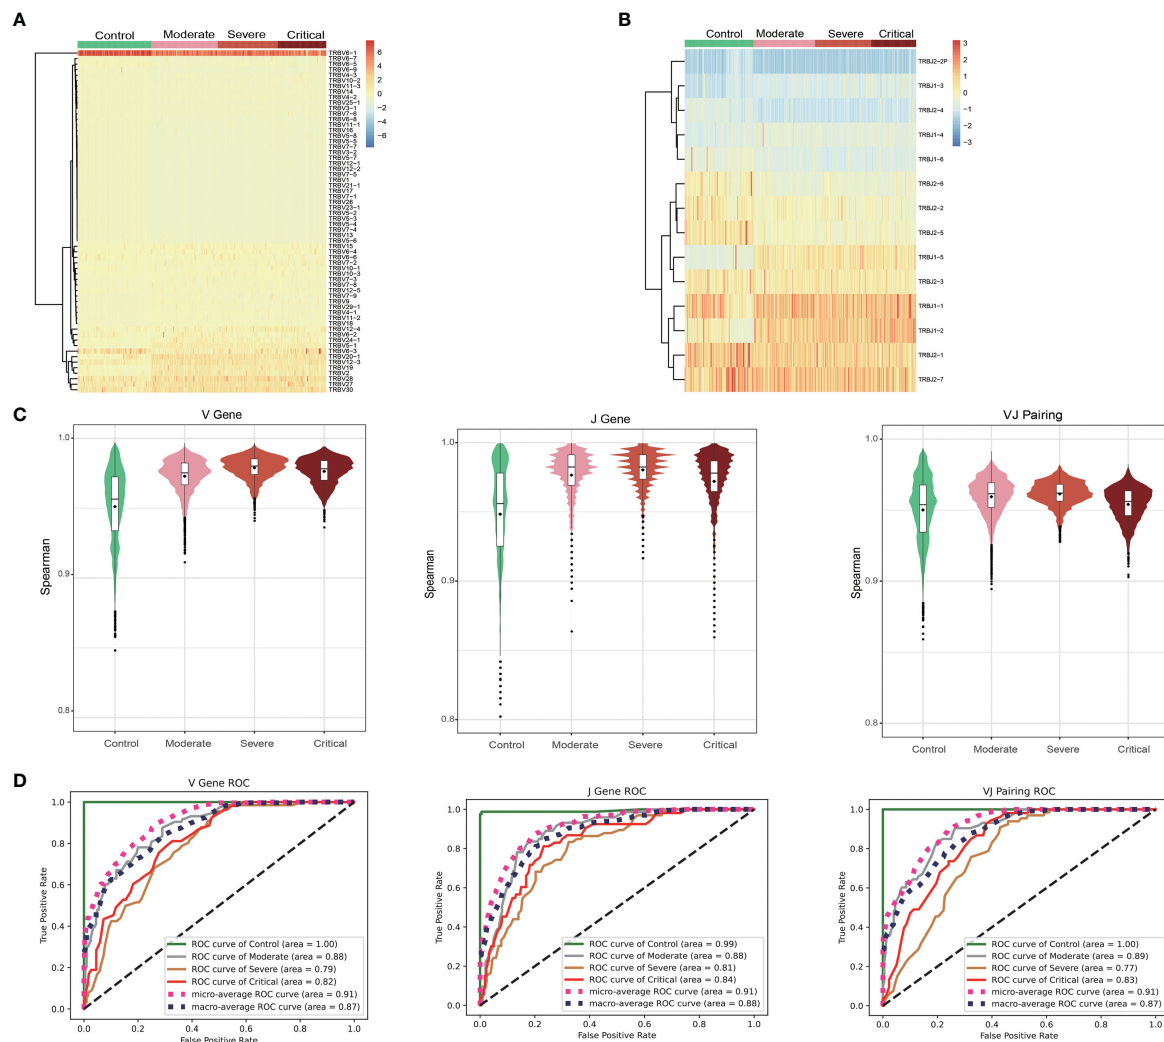 A
Control Moderate Severe Critical
TRBV6-1
TRBV6-7
TRBV6-5
TRBV6-9
TRBV4-3
TRBV10-2
TRBV11-3
TRBV14
TRBV4-2
TRBV25-1
TRBV3-1
TRBV7-6
TRBV6-8
TRBV11-1
TRBV16
TRBV5-8
TRBV5-5
TRBV7-7
TRBV3-2
TRBV5-7
TRBV12-1
TRBV12-2
TRBV7-5
TRBV1
TRBV21-1
TRBV17
TRBV7-1
TRBV26
TRBV23-1
TRBV5-2
TRBV5-3
TRBV5-4
TRBV7-4
TRBV13
TRBV5-6
TRBV15
TRBV6-4
TRBV6-6
TRBV7-2
TRBV10-1
TRBV10-3
TRBV7-3
TRBV7-8
TRBV12-5
TRBV7-9
TRBV9
TRBV29-1
TRBV4-1
TRBV11-2
TRBV18
TRBV12-4
TRBV6-2
TRBV24-1
TRBV5-1
TRBV6-3
TRBV20-1
TRBV12-3
TRBV19
TRBV2
TRBV28
TRBV27
TRBV30
6
4
2
0
−2
−4
−6
B
Control Moderate Severe Critical
TRBJ2-2P
TRBJ1-3
TRBJ2-4
TRBJ1-4
TRBJ1-6
TRBJ2-6
TRBJ2-2
TRBJ2-5
TRBJ1-5
TRBJ2-3
TRBJ1-1
TRBJ1-2
TRBJ2-1
TRBJ2-7
3
2
1
0
−1
−2
−3
C
V Gene
Spearman
1.0
0.9
0.8
Control Moderate Severe Critical
J Gene
Spearman
1.0
0.9
0.8
Control Moderate Severe Critical
VJ Pairing
Spearman
1.0
0.9
0.8
Control Moderate Severe Critical
D
V Gene ROC
True Positive Rate
1.0
0.8
0.6
0.4
0.2
0.0
ROC curve of Control (area = 1.00)
ROC curve of Moderate (area = 0.88)
ROC curve of Severe (area = 0.79)
ROC curve of Critical (area = 0.82)
micro-average ROC curve (area = 0.91)
macro-average ROC curve (area = 0.87)
0.0 0.2 0.4 0.6 0.8 1.0
False Positive Rate
J Gene ROC
True Positive Rate
1.0
0.8
0.6
0.4
0.2
0.0
ROC curve of Control (area = 0.99)
ROC curve of Moderate (area = 0.88)
ROC curve of Severe (area = 0.81)
ROC curve of Critical (area = 0.84)
micro-average ROC curve (area = 0.91)
macro-average ROC curve (area = 0.88)
0.0 0.2 0.4 0.6 0.8 1.0
False Positive Rate
VJ Pairing ROC
True Positive Rate
1.0
0.8
0.6
0.4
0.2
0.0
ROC curve of Control (area = 1.00)
ROC curve of Moderate (area = 0.89)
ROC curve of Severe (area = 0.77)
ROC curve of Critical (area = 0.83)
micro-average ROC curve (area = 0.91)
macro-average ROC curve (area = 0.87)
0.0 0.2 0.4 0.6 0.8 1.0
False Positive Rate